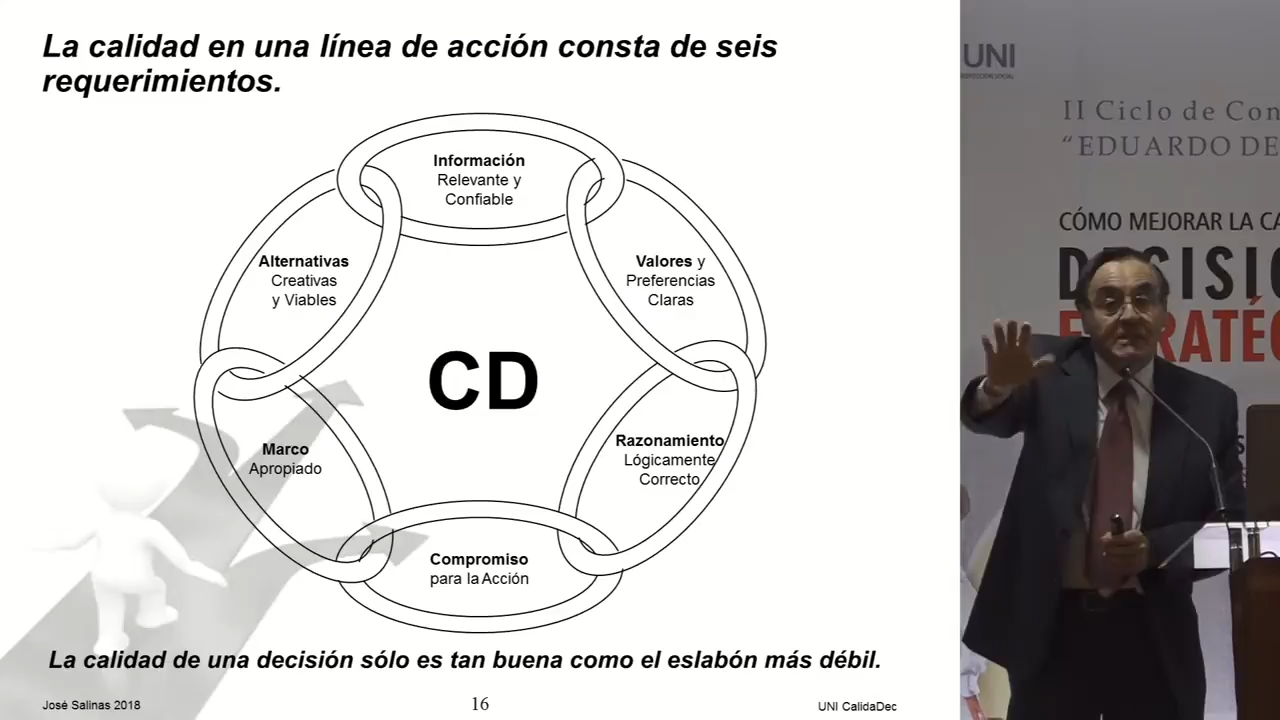 La calidad en una línea de acción consta de seis
requerimientos.
Información
Relevante y
Confiable
Alternativas
Creativas
y Viables
Valores y
Preferencias
Claras
CD
Marco
Apropiado
Razonamiento
Lógicamente
Correcto
Compromiso
para la Acción
La calidad de una decisión sólo es tan buena como el eslabón más débil.
José Salinas 2018
16
UNI CalidaDec
UNI
II Ciclo de Con
“EDUARDO DE
CÓMO MEJORAR LA CA